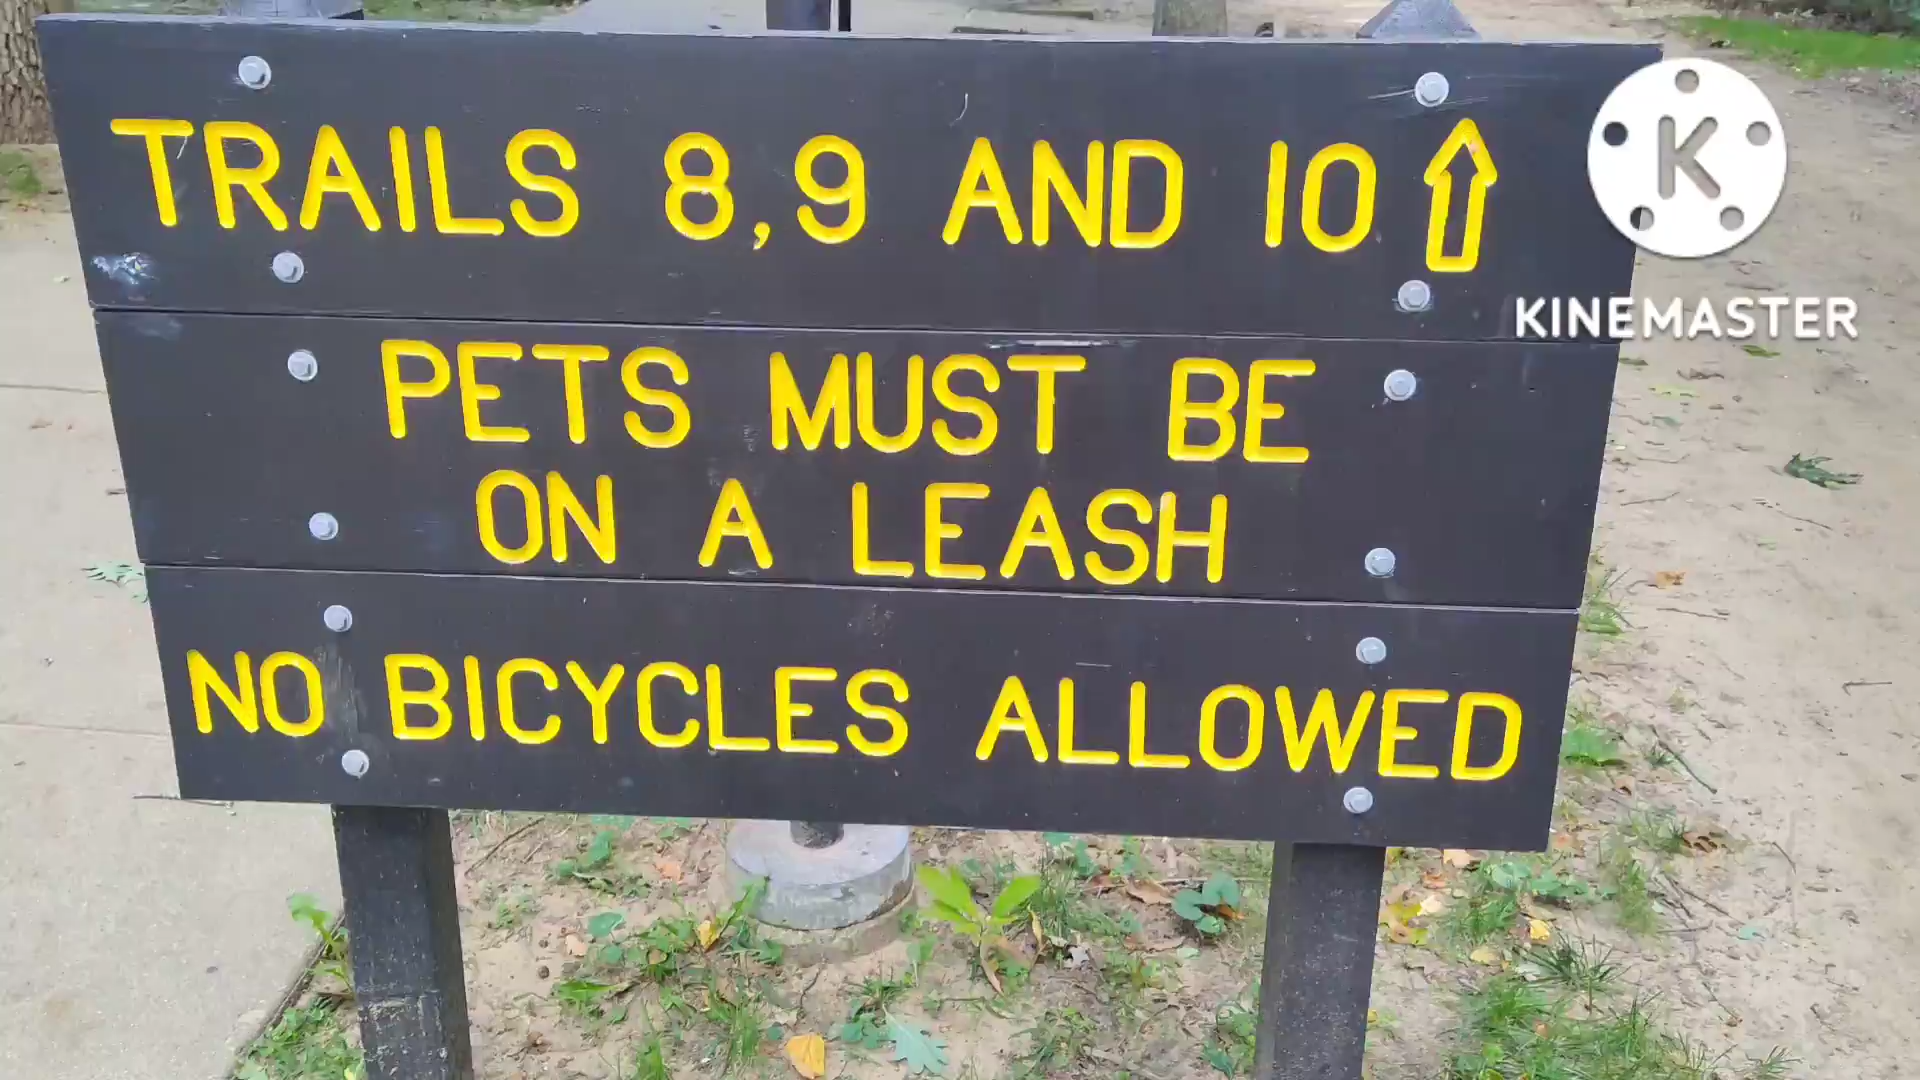 TRAILS 8,9 AND 10
PETS MUST BE
ON A LEASH
NO BICYCLES ALLOWED
K
KINEMASTER